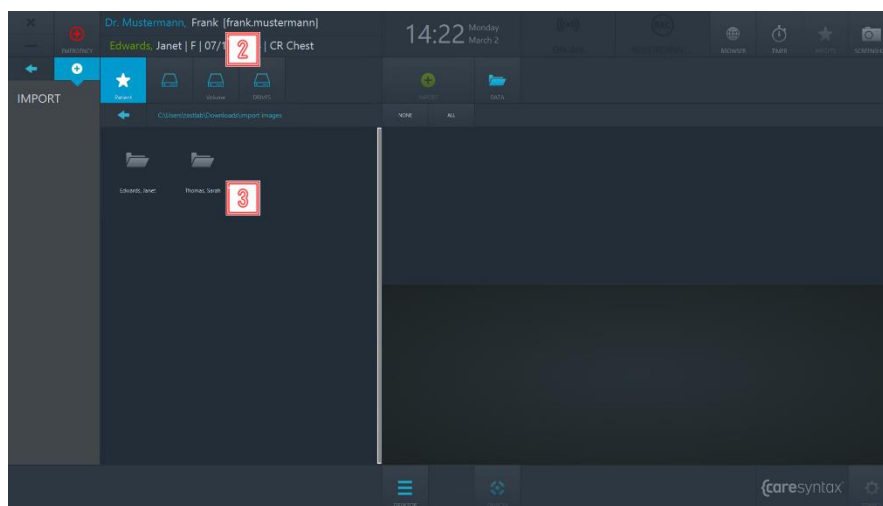 Dr. Mustermann, Frank [frank.mustermann]
Edwards, Janet | F | 07/1 2 | CR Chest
14:22 Monday
March 2
EMERGENCY
BROWSER
TIMER
IMPORT
Patient
Volume
DRIVES
IMPORT
DATA
C:\Users\testlab\Downloads\import images
NONE ALL
Edwards, Janet
Thomas, Sarah
3
DESKTOP
{caresyntax